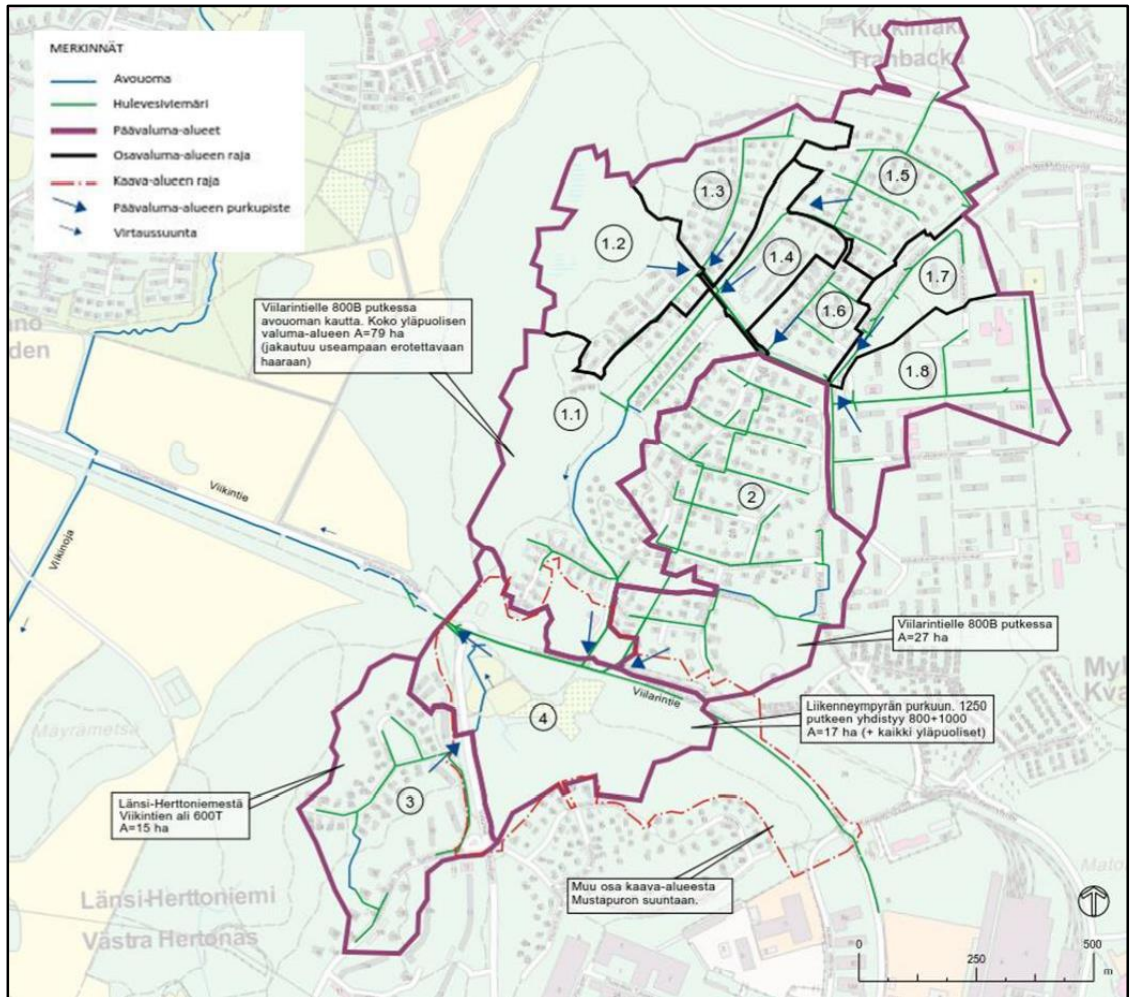 MERKINNÄT
Avouoma
Hulevesiviemäri
Päävaluma-alueet
Osavaluma-alueen raja
Kaava-alueen raja
Päävaluma-alueen purkupiste
Virtaussuunta
Tranbacka
1.5
1.3
1.2
1.4
1.7
1.6
1.8
1.1
2
Viilarintielle 800B putkessa
avouoman kautta. Koko yläpuolisen
valuma-alueen A=79 ha
(jakautuu useampaan erotettavaan
haaraan)
Viikintie
Viikinoja
Viilarintielle 800B putkessa
A=27 ha
Viilarintie
Liikenneympyrän purkuun. 1250
putkeen yhdistyy 800+1000
A=17 ha (+ kaikki yläpuoliset)
4
Mäyrämetsä
3
Länsi-Herttoniemestä
Viikintien ali 600T
A=15 ha
Muu osa kaava-alueesta
Mustapuron suuntaan.
Länsi-Herttoniemi
Västra Hertonäs
0
250
500
m